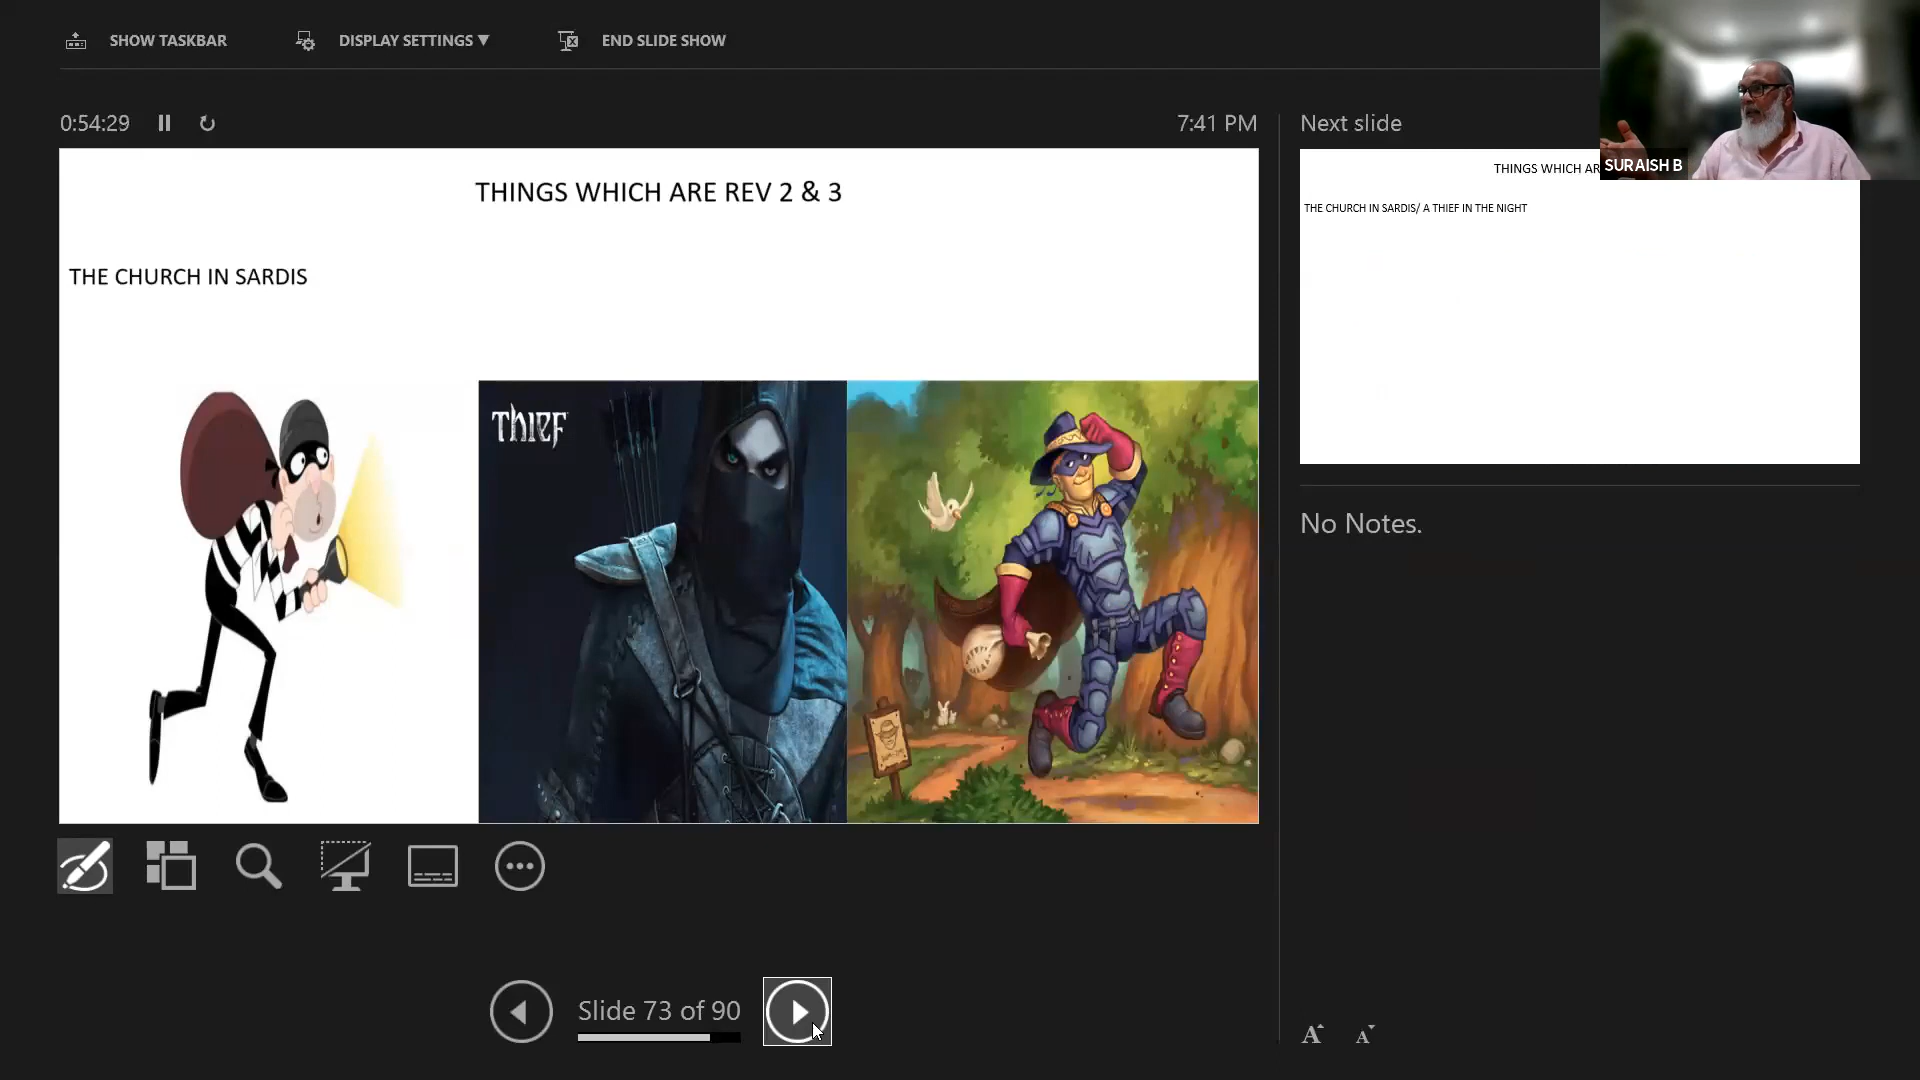 SHOW TASKBAR
DISPLAY SETTINGS ▼
END SLIDE SHOW
0:54:29
7:41 PM
Next slide
SURAISH B
THINGS WHICH ARE REV 2 & 3
THE CHURCH IN SARDIS
THIEF
THINGS WHICH AR
THE CHURCH IN SARDIS/ A THIEF IN THE NIGHT
No Notes.
Slide 73 of 90
A
A